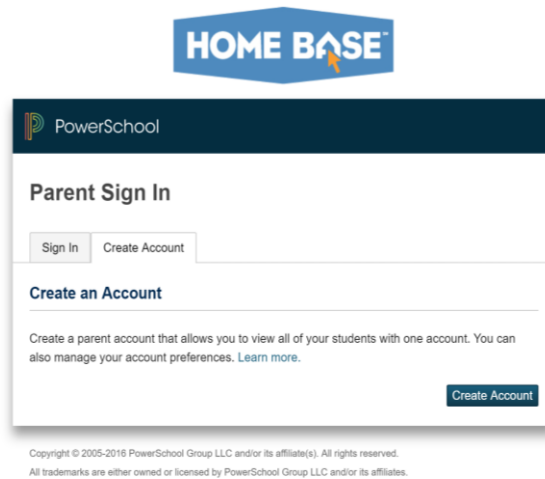 HOME BASE™
PowerSchool
Parent Sign In
Sign In Create Account
Create an Account
Create a parent account that allows you to view all of your students with one account. You can
also manage your account preferences. Learn more.
Create Account
Copyright © 2005-2016 PowerSchool Group LLC and/or its affiliate(s). All rights reserved.
All trademarks are either owned or licensed by PowerSchool Group LLC and/or its affiliates.